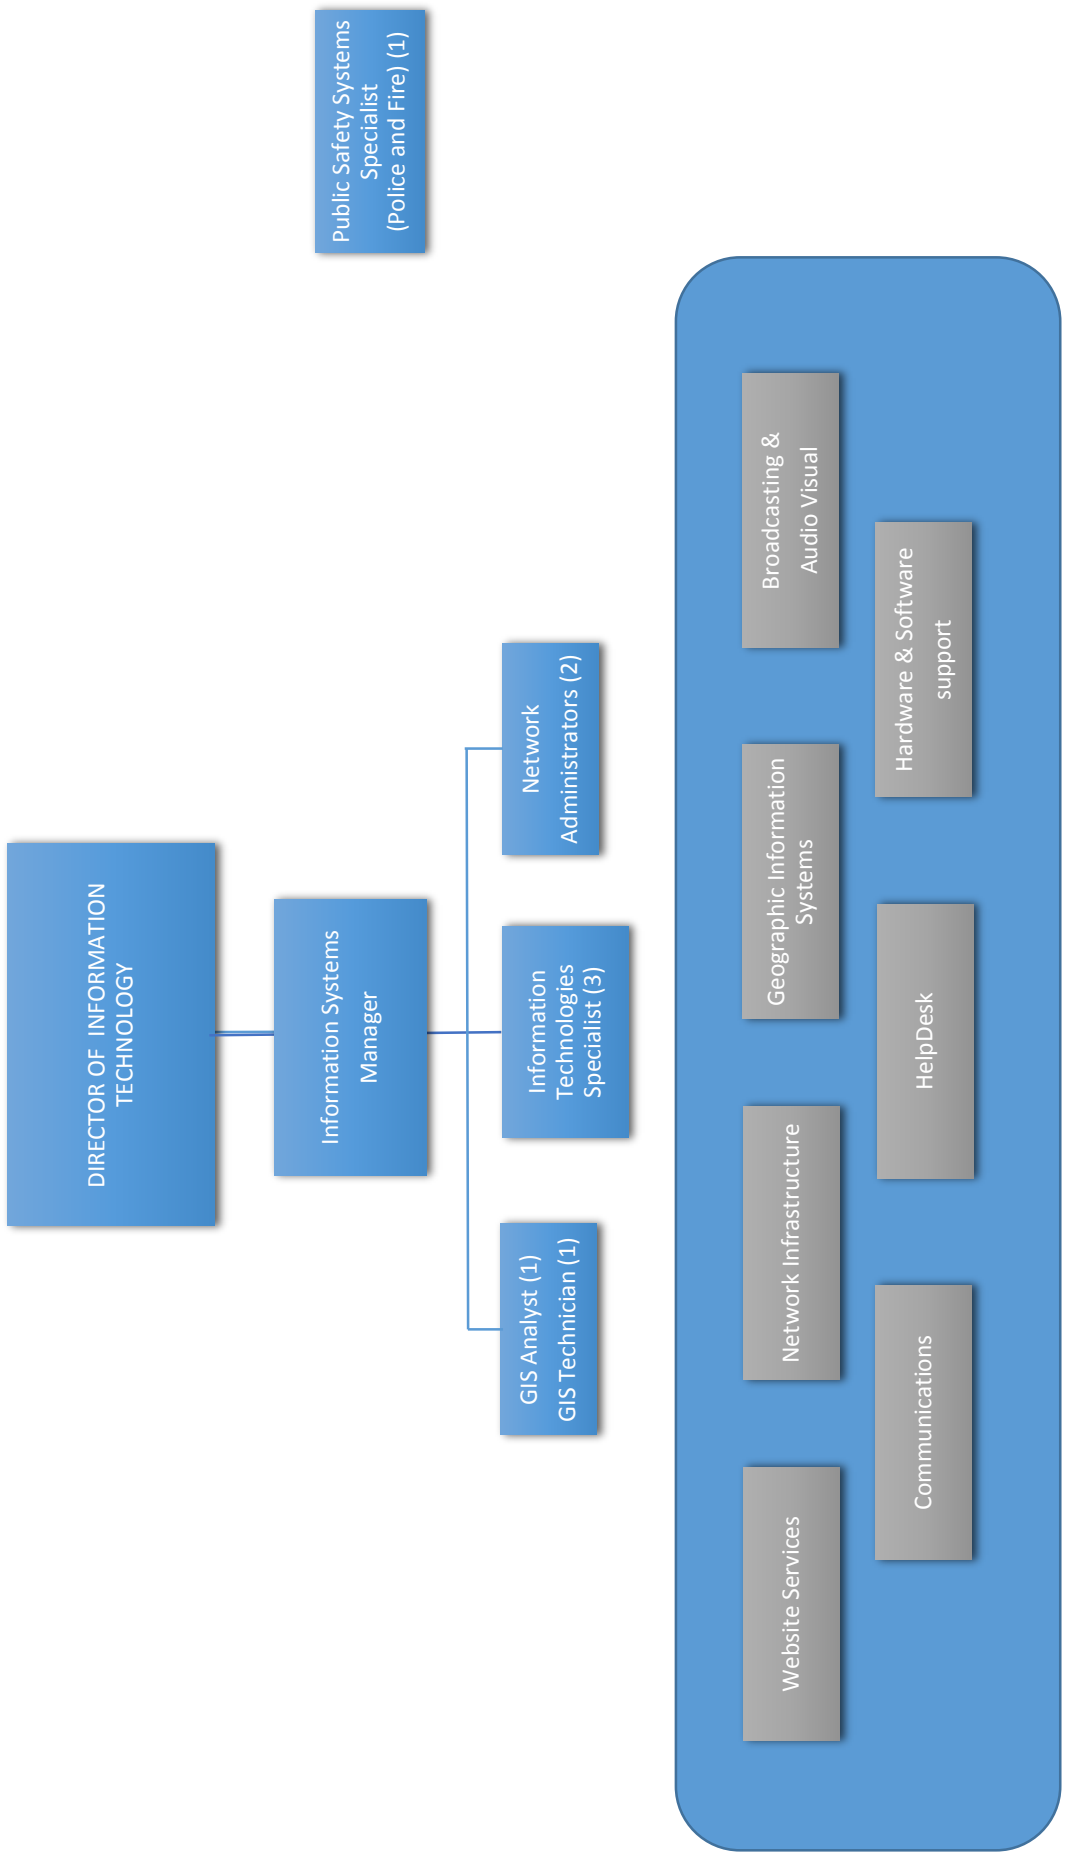 DIRECTOR OF  INFORMATION
TECHNOLOGY
Public Safety Systems
Specialist
(Police and Fire) (1)
Information Systems
Manager
GIS Analyst (1)
GIS Technician (1)
Information
Technologies
Specialist (3)
Network
Administrators (2)
Website Services
Network Infrastructure
Geographic Information
Systems
Broadcasting &
Audio Visual
Communications
HelpDesk
Hardware & Software
support